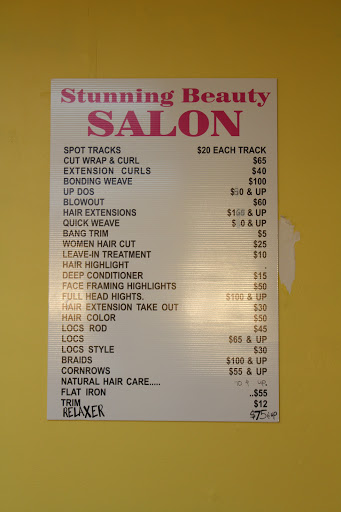 Stunning Beauty
SALON
SPOT TRACKS $20 EACH TRACK
CUT WRAP & CURL $65
EXTENSION CURLS $40
BONDING WEAVE $100
UP DOS & UP
BLOWOUT $60
HAIR EXTENSIONS & UP
QUICK WEAVE & UP
BANG TRIM $5
WOMEN HAIR CUT $25
LEAVE-IN TREATMENT $10
HAIR HIGHLIGHT
DEEP CONDITIONER $15
FACE FRAMING HIGHLIGHTS $50
FULL HEAD HIGHTS. $100 & UP
HAIR EXTENSION TAKE OUT $30
HAIR COLOR $50
LOCS ROD $45
LOCS $65 & UP
LOCS STYLE $30
BRAIDS $100 & UP
CORNROWS $55 & UP
NATURAL HAIR CARE.....
FLAT IRON ..$55
TRIM $12
RELAXER $75 & up